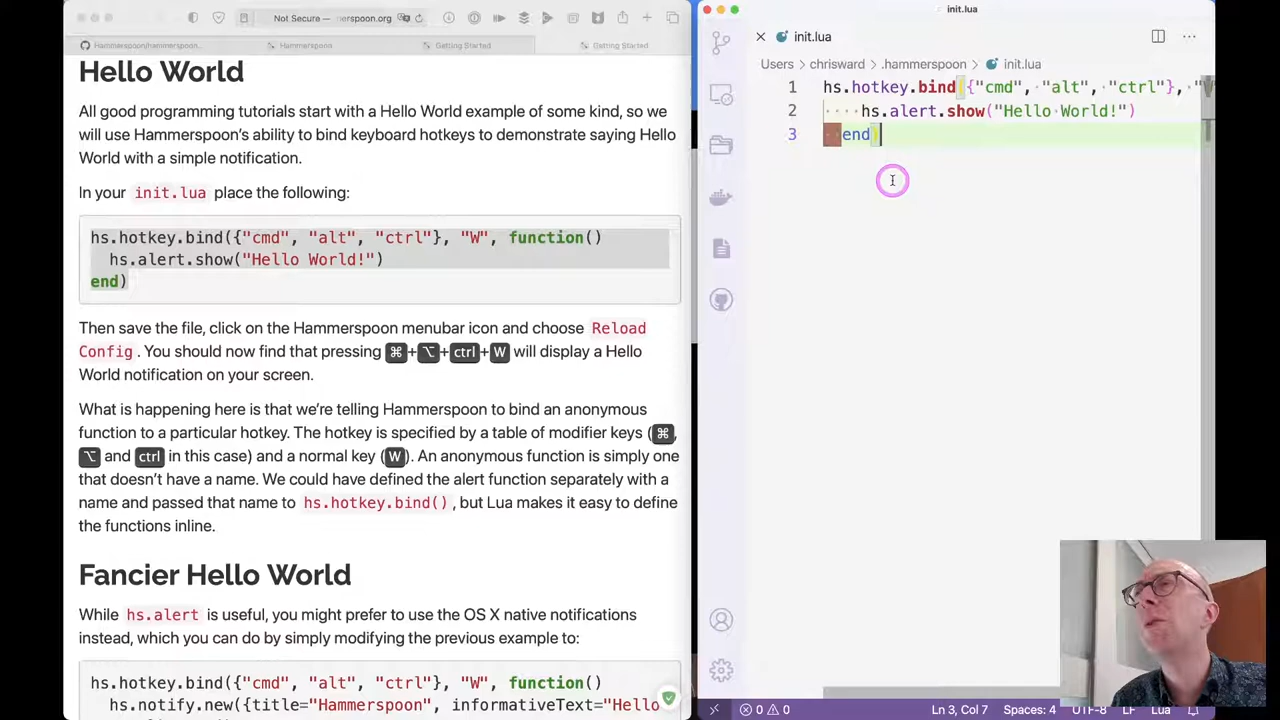 Not Secure — nerspoon.org
Hammerspoon/hammerspoon...
Hammerspoon
Getting Started
Getting Started
Hello World
All good programming tutorials start with a Hello World example of some kind, so we
will use Hammerspoon's ability to bind keyboard hotkeys to demonstrate saying Hello
World with a simple notification.
In your init.lua place the following:
hs.hotkey.bind({"cmd", "alt", "ctrl"}, "W", function()
hs.alert.show("Hello World!")
end)
Then save the file, click on the Hammerspoon menubar icon and choose Reload
Config. You should now find that pressing ⌘+⌥+ctrl+W will display a Hello
World notification on your screen.
What is happening here is that we're telling Hammerspoon to bind an anonymous
function to a particular hotkey. The hotkey is specified by a table of modifier keys (⌘,
⌥ and ctrl in this case) and a normal key (W). An anonymous function is simply one
that doesn't have a name. We could have defined the alert function separately with a
name and passed that name to hs.hotkey.bind(), but Lua makes it easy to define
the functions inline.
Fancier Hello World
While hs.alert is useful, you might prefer to use the OS X native notifications
instead, which you can do by simply modifying the previous example to:
hs.hotkey.bind({"cmd", "alt", "ctrl"}, "W", function()
hs.notify.new({title="Hammerspoon", informativeText="Hello
init.lua
init.lua
Users chrisward .hammerspoon init.lua
1 hs.hotkey.bind({"cmd", "alt", "ctrl"}, "W"
2 hs.alert.show("Hello World!")
3 end)
0 0 Ln 3, Col 7 Spaces: 4 UTF-8 LF Lua